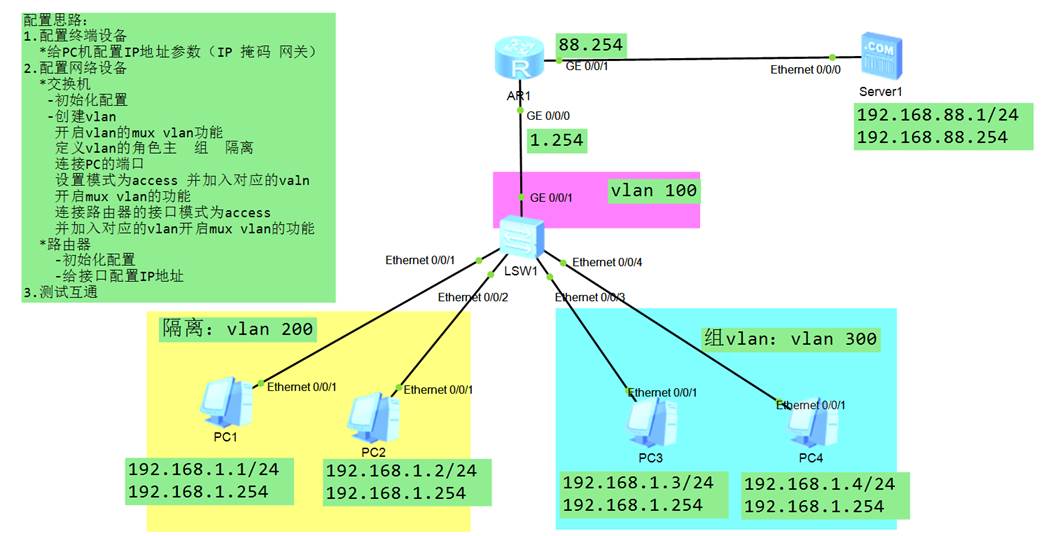 配置思路:
1.配置终端设备
*给PC机配置IP地址参数（IP 掩码 网关）
2.配置网络设备
*交换机
-初始化配置
-创建vlan
开启vlan的mux vlan功能
定义vlan的角色主 组 隔离
连接PC的端口
设置模式为access 并加入对应的valn
开启mux vlan的功能
连接路由器的接口模式为access
并加入对应的vlan开启mux vlan的功能
*路由器
-初始化配置
-给接口配置IP地址
3.测试互通
88.254
.COM
R
GE 0/0/1
Ethernet 0/0/0
AR1
Server1
GE 0/0/0
192.168.88.1/24
192.168.88.254
1.254
vlan 100
GE 0/0/1
LSW1
Ethernet 0/0/1
Ethernet 0/0/4
Ethernet 0/0/2
Ethernet 0/0/3
隔离: vlan 200
组vlan: vlan 300
Ethernet 0/0/1
Ethernet 0/0/1
Ethernet 0/0/1
Ethernet 0/0/1
PC1
PC2
PC3
PC4
192.168.1.1/24
192.168.1.254
192.168.1.2/24
192.168.1.254
192.168.1.3/24
192.168.1.254
192.168.1.4/24
192.168.1.254